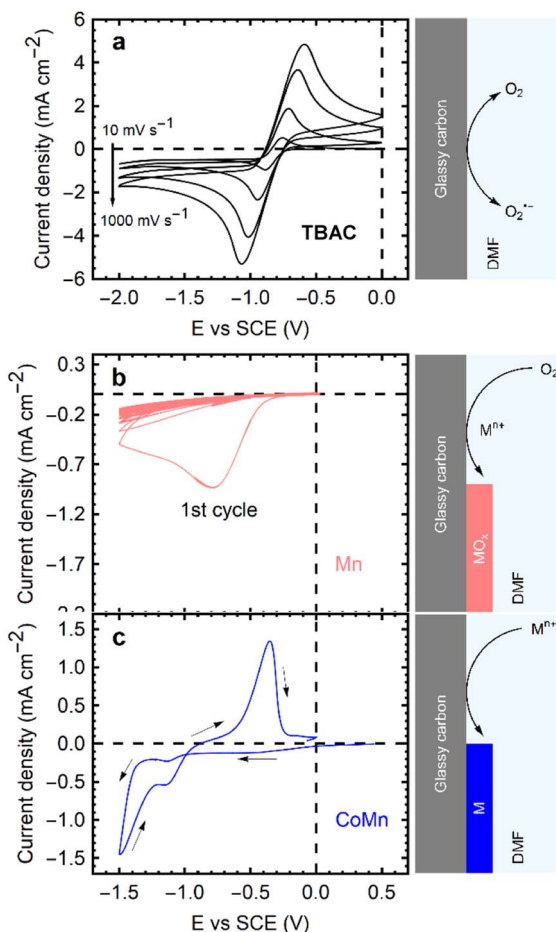 a
6
4
2
0
−2
−4
−6
Current density (mA cm−2)
10 mV s−1
1000 mV s−1
TBAC
−2.0
−1.5
−1.0
−0.5
0.0
E vs SCE (V)
Glassy carbon
O2
O2•−
DMF
b
0.3
−0.2
−0.7
−1.2
−1.7
Current density (mA cm−2)
1st cycle
Mn
Glassy carbon
O2
Mn+
MOx
DMF
c
1.5
1.0
0.5
0.0
−0.5
−1.0
−1.5
Current density (mA cm−2)
CoMn
−1.5
−1.0
−0.5
0.0
0.5
E vs SCE (V)
Glassy carbon
Mn+
M
DMF